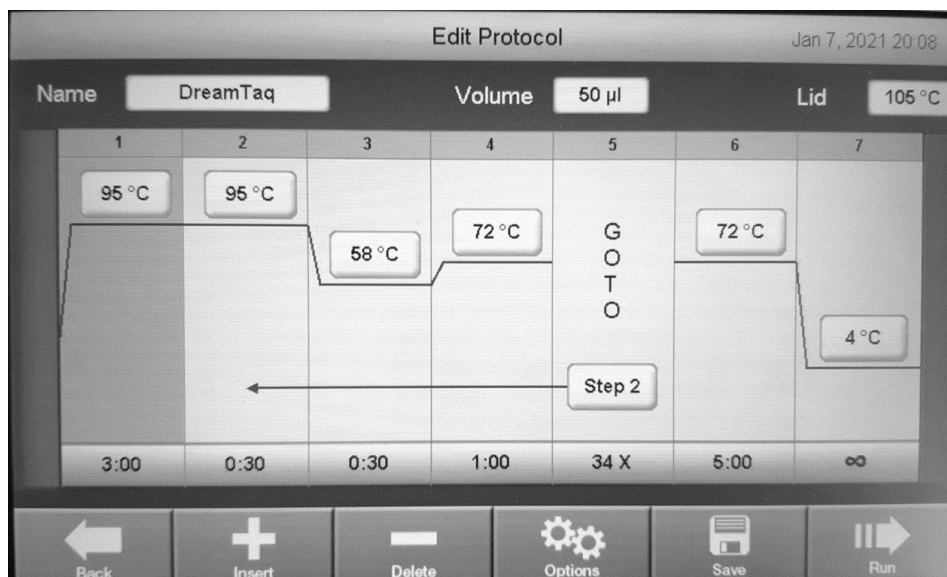 Edit Protocol Jan 7, 2021 20:08
Name DreamTaq Volume 50 µl Lid 105 °C
1 2 3 4 5 6 7
95 °C 95 °C 58 °C 72 °C GOTO 72 °C 4 °C
Step 2
3:00 0:30 0:30 1:00 34 X 5:00 ∞
Back Insert Delete Options Save Run